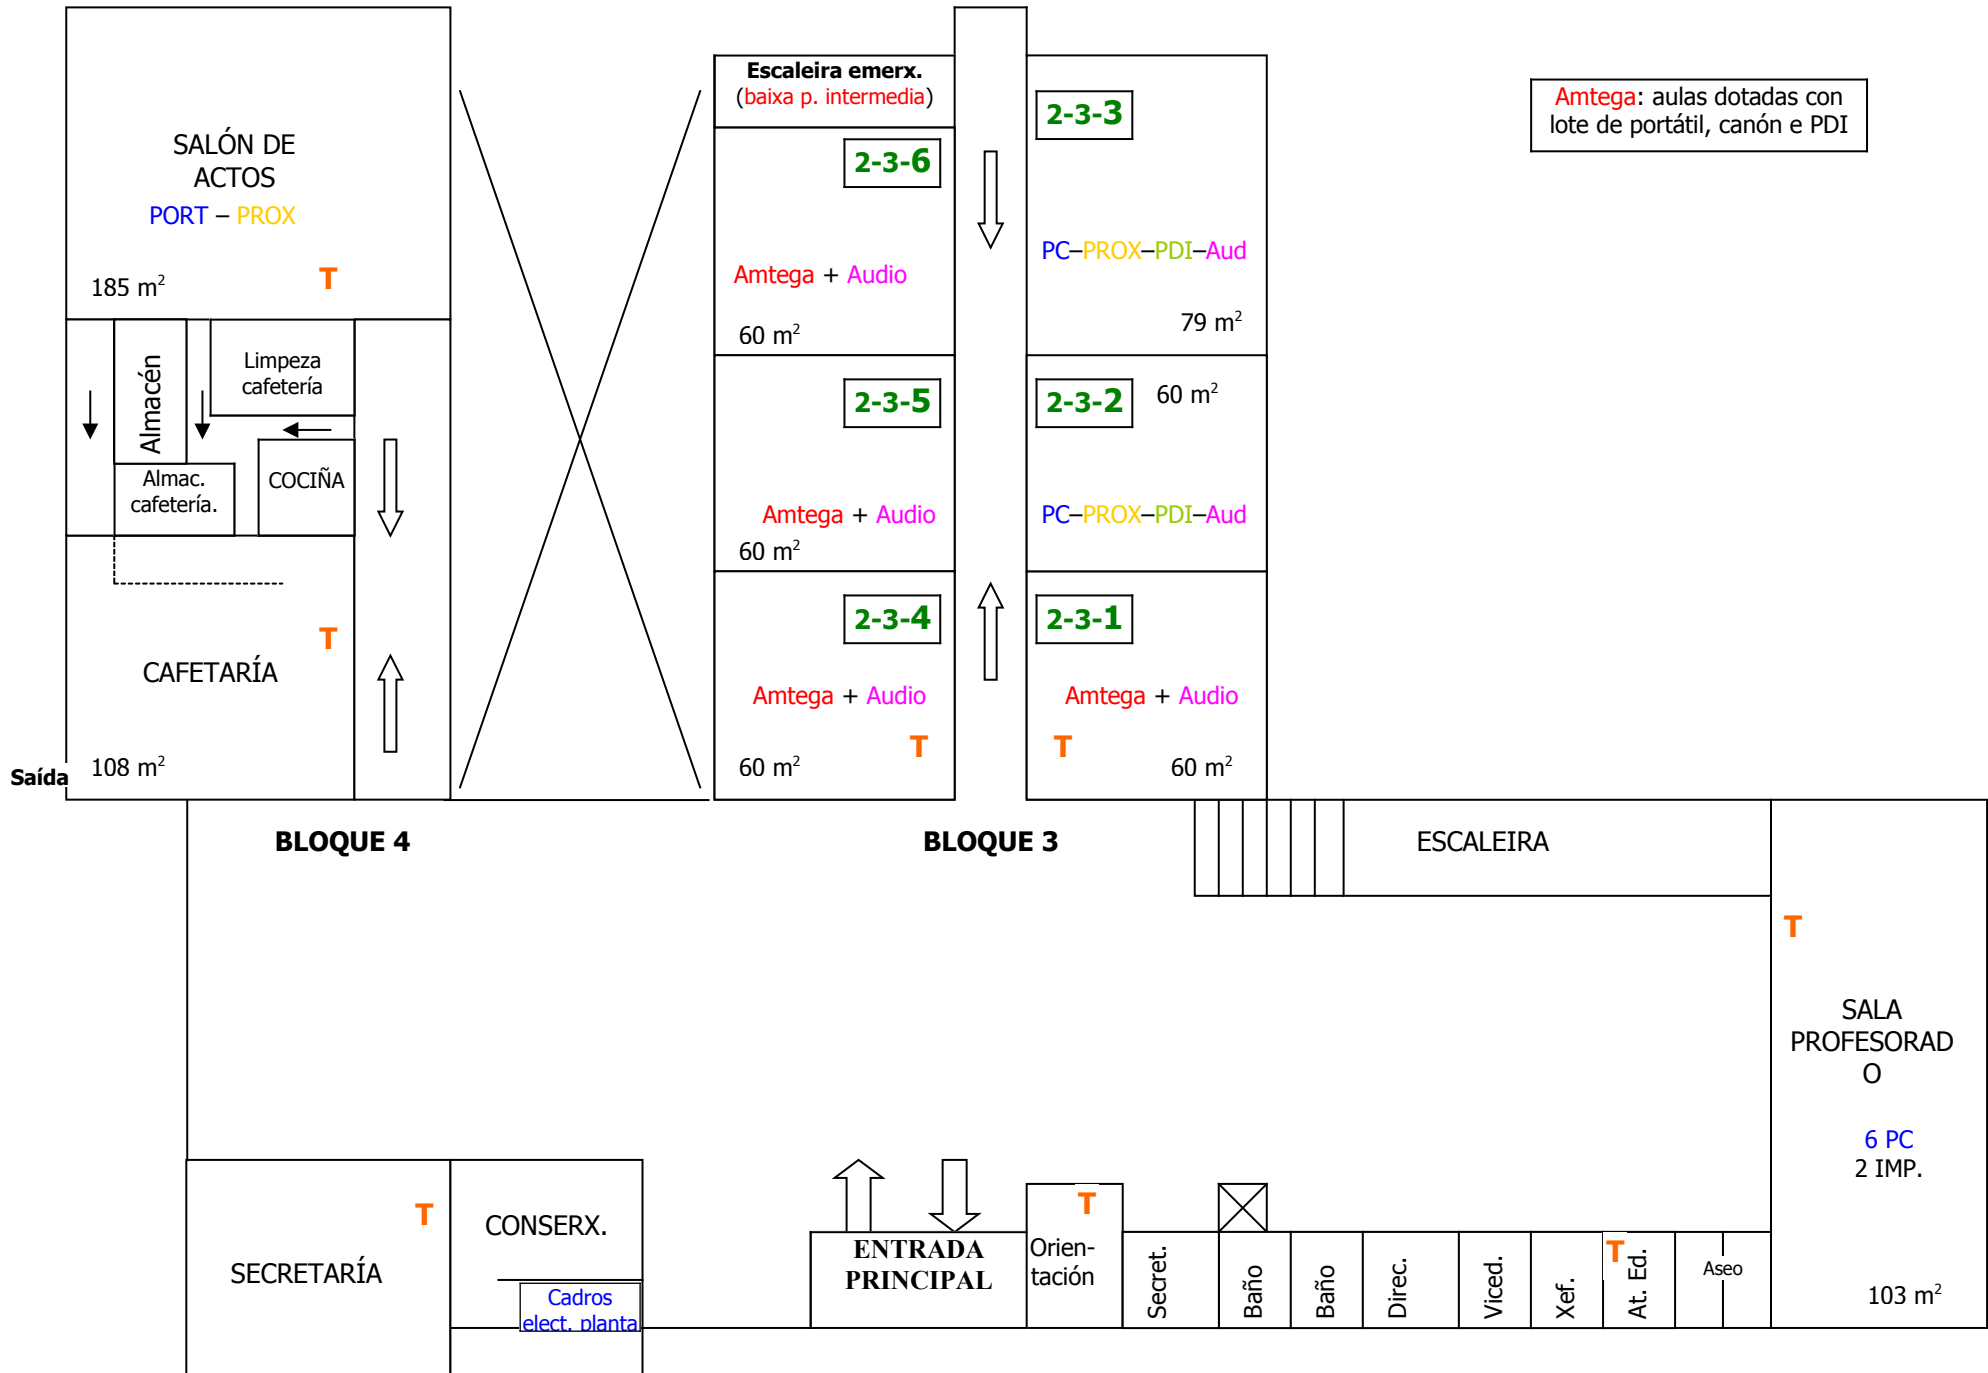 Escaleira emerx.
(baixa p. intermedia)
Amtega: aulas dotadas con
lote de portátil, canón e PDI
SALÓN DE
ACTOS
PORT – PROX
T
185 m²
2-3-6
Amtega + Audio
60 m²
2-3-3
PC–PROX–PDI–Aud
79 m²
Almacén
Limpeza
cafetería
Almac.
cafetería.
COCIÑA
2-3-5
Amtega + Audio
60 m²
2-3-2
60 m²
PC–PROX–PDI–Aud
T
CAFETARÍA
108 m²
Saída
2-3-4
Amtega + Audio
T
60 m²
2-3-1
Amtega + Audio
T
60 m²
BLOQUE 4
BLOQUE 3
ESCALEIRA
T
SALA
PROFESORAD
O
6 PC
2 IMP.
103 m²
T
SECRETARÍA
CONSERX.
Cadros
elect. planta
ENTRADA
PRINCIPAL
T
Orien-
tación
Secret.
Baño
Baño
Direc.
Viced.
Xef.
T
At. Ed.
Aseo